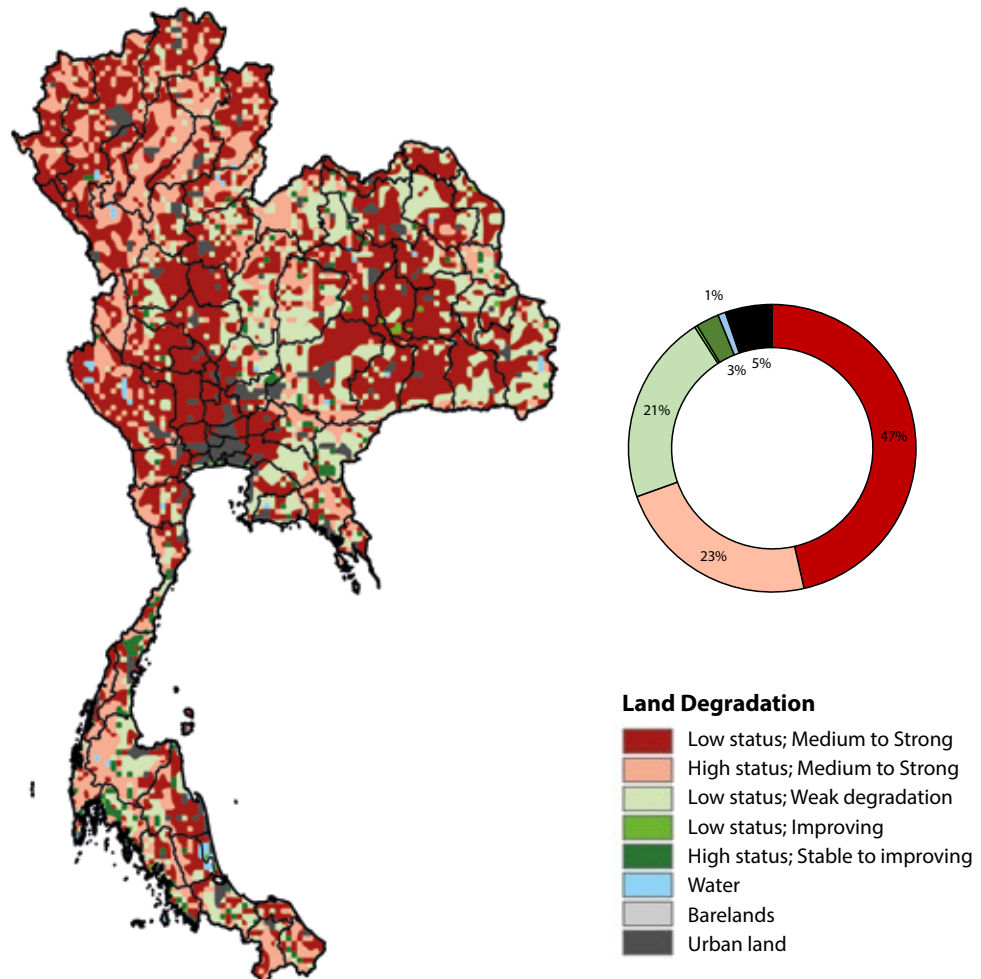 1%
3%
5%
21%
47%
23%
Land Degradation
Low status; Medium to Strong
High status; Medium to Strong
Low status; Weak degradation
Low status; Improving
High status; Stable to improving
Water
Barelands
Urban land